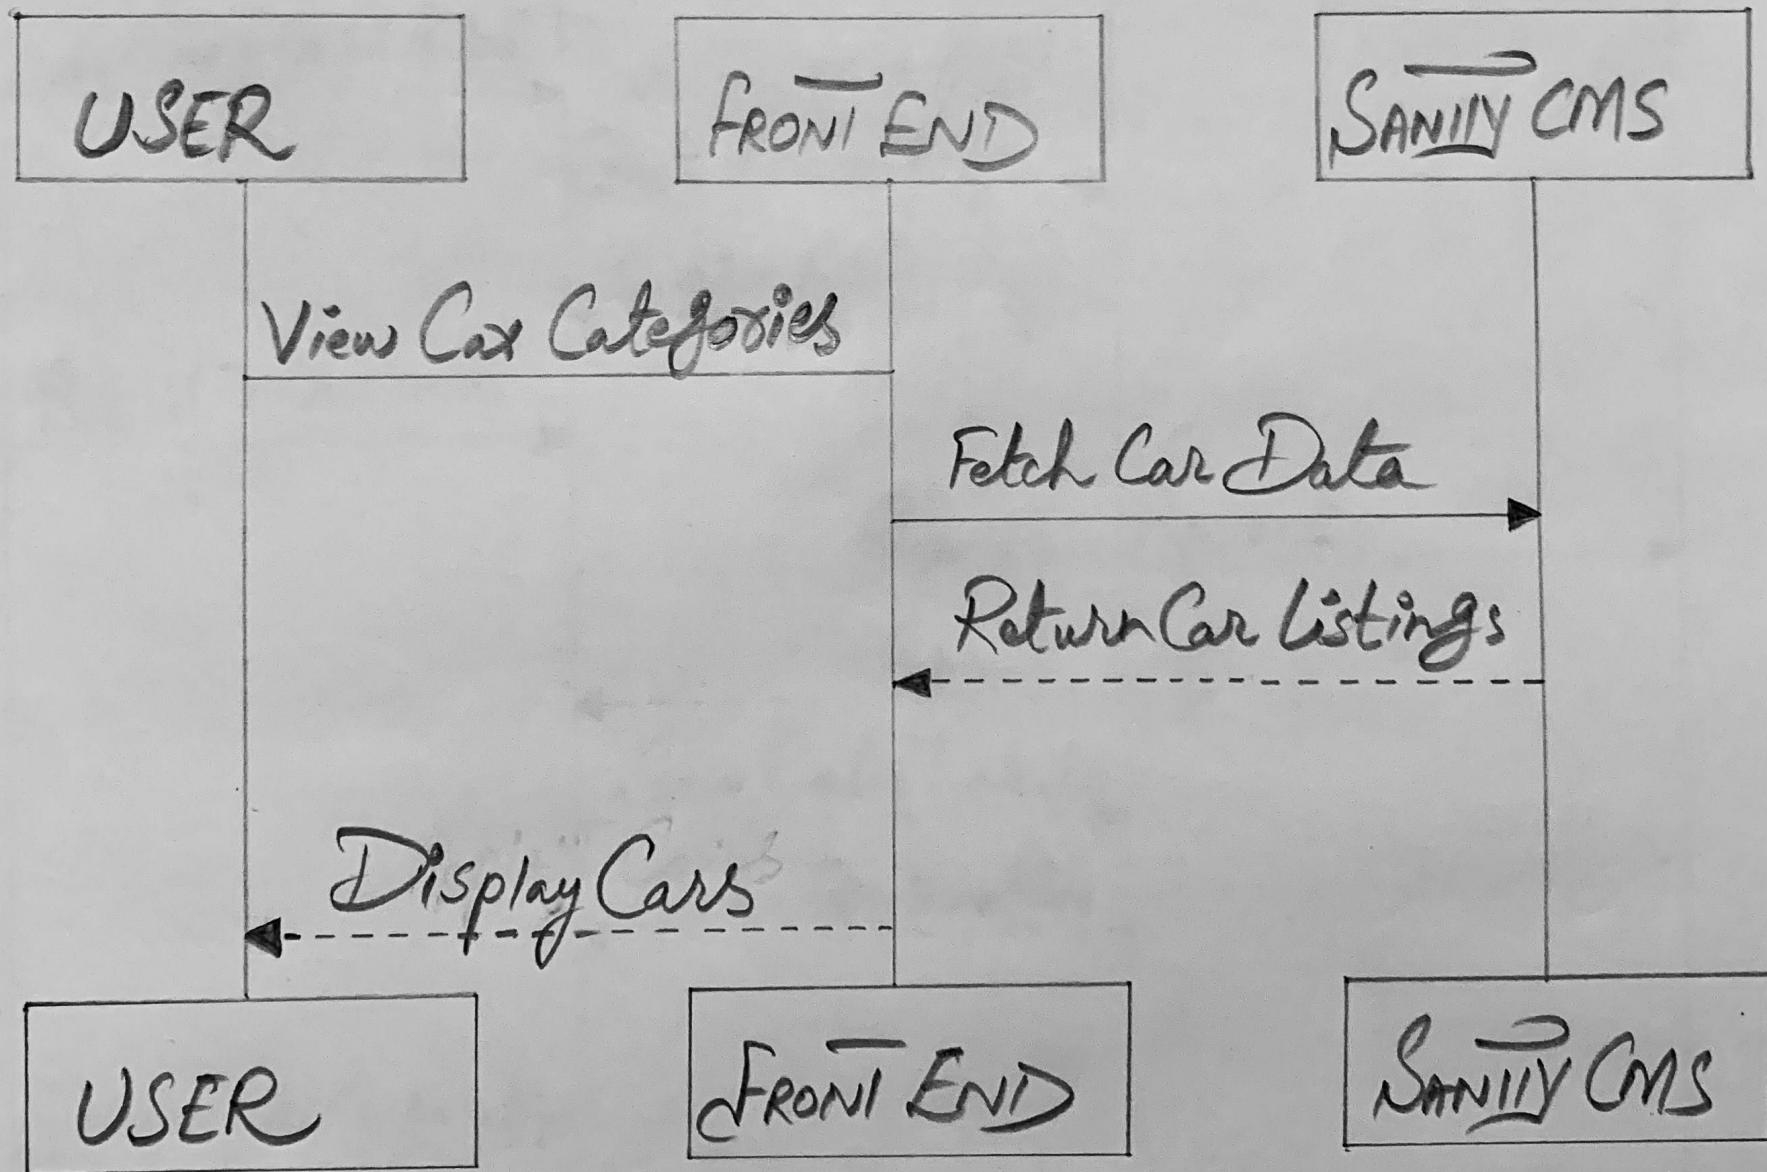 USER
FRONT END
SANITY CMS
View Car Categories
Fetch Car Data
Return Car Listings
Display Cars
USER
FRONT END
SANITY CMS